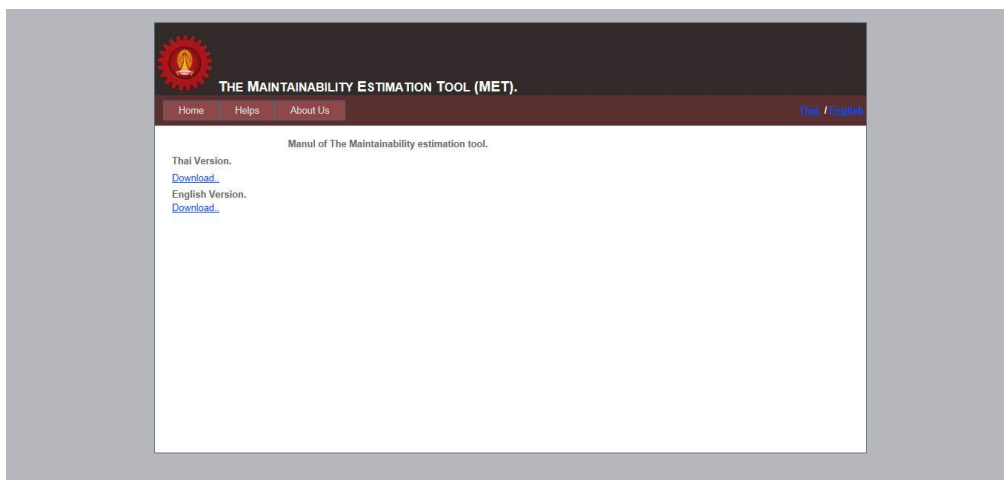 THE MAINTAINABILITY ESTIMATION TOOL (MET).
Home Helps About Us Thai / English
Manul of The Maintainability estimation tool.
Thai Version.
Download..
English Version.
Download..